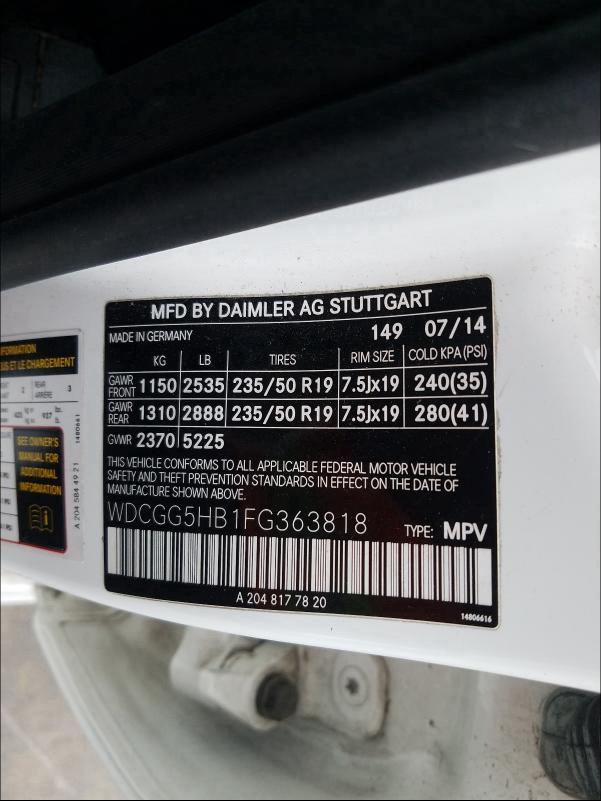 MFD BY DAIMLER AG STUTTGART
MADE IN GERMANY 149 07/14
KG LB TIRES RIM SIZE COLD KPA (PSI)
GAWR FRONT 1150 2535 235/50 R19 7.5Jx19 240(35)
GAWR REAR 1310 2888 235/50 R19 7.5Jx19 280(41)
GVWR 2370 5225
THIS VEHICLE CONFORMS TO ALL APPLICABLE FEDERAL MOTOR VEHICLE
SAFETY AND THEFT PREVENTION STANDARDS IN EFFECT ON THE DATE OF
MANUFACTURE SHOWN ABOVE.
WDCGG5HB1FG363818 TYPE: MPV
A 204 817 78 20
14806616
CHARGEMENT
REAR 3
ARRIÈRE
SEE OWNER'S
MANUAL FOR
ADDITIONAL
INFORMATION
A 204 584 49 21
1480661